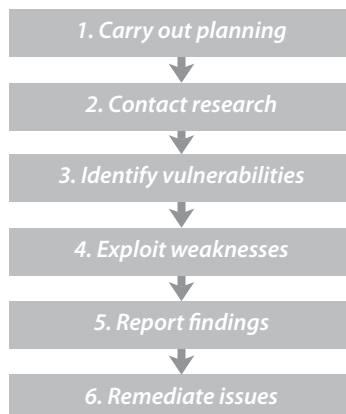 1. Carry out planning
2. Contact research
3. Identify vulnerabilities
4. Exploit weaknesses
5. Report findings
6. Remediate issues